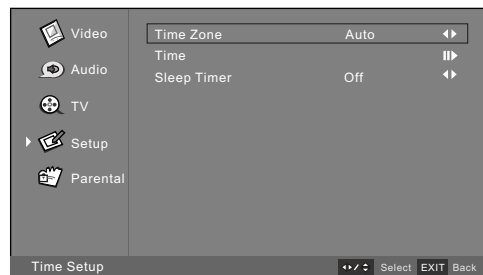 Video
Audio
TV
Setup
Parental
Time Zone Auto
Time
Sleep Timer Off
Time Setup Select EXIT Back